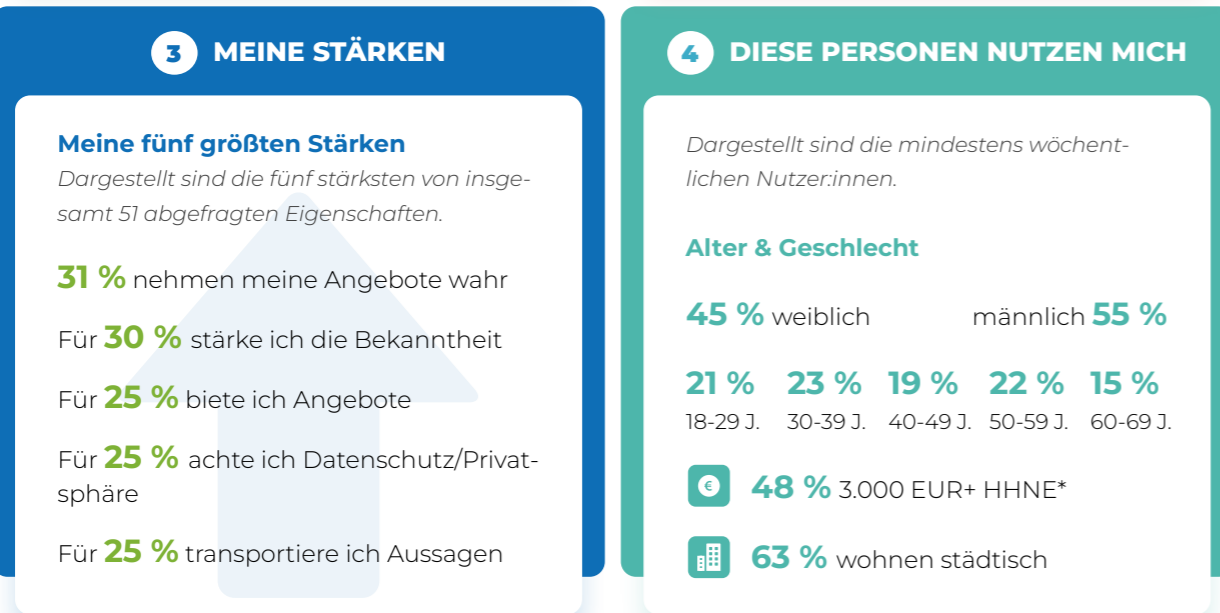 3 MEINE STÄRKEN
Meine fünf größten Stärken
Dargestellt sind die fünf stärksten von insge-
samt 51 abgefragten Eigenschaften.
31 % nehmen meine Angebote wahr
Für 30 % stärke ich die Bekanntheit
Für 25 % biete ich Angebote
Für 25 % achte ich Datenschutz/Privat-
sphäre
Für 25 % transportiere ich Aussagen
4 DIESE PERSONEN NUTZEN MICH
Dargestellt sind die mindestens wöchent-
lichen Nutzer:innen.
Alter & Geschlecht
45 % weiblich männlich 55 %
21 % 23 % 19 % 22 % 15 %
18-29 J. 30-39 J. 40-49 J. 50-59 J. 60-69 J.
€ 48 % 3.000 EUR+ HHNE*
63 % wohnen städtisch